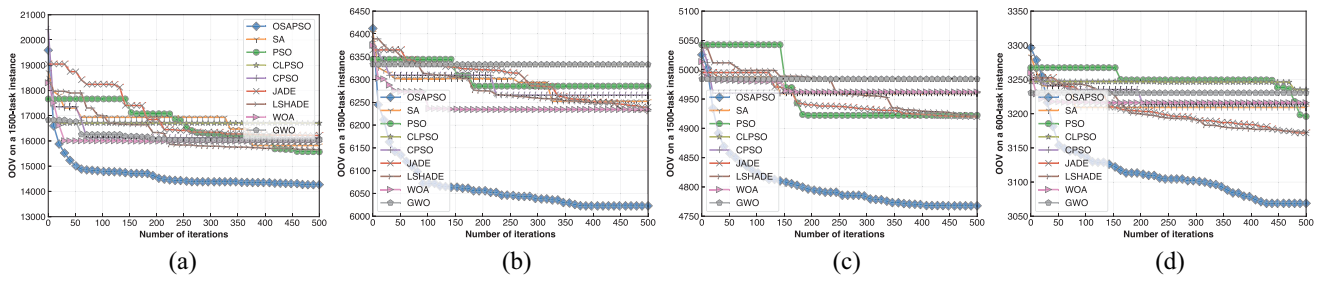 OOV on a 1500-task instance
20000
19000
18000
17000
16000
15000
14000
13000
0 50 100 150 200 250 300 350 400 450 500
Number of iterations
OSAPSO
SA
PSO
CLPSO
CPSO
JADE
LSHADE
WOA
GWO
(a)
OOV on a 1500-task instance
6450
6400
6350
6300
6250
6200
6150
6100
6050
6000
0 50 100 150 200 250 300 350 400 450 500
Number of iterations
OSAPSO
SA
PSO
CLPSO
CPSO
JADE
LSHADE
WOA
GWO
(b)
OOV on a 1500-task instance
5100
5050
5000
4950
4900
4850
4800
4750
0 50 100 150 200 250 300 350 400 450 500
Number of iterations
OSAPSO
SA
PSO
CLPSO
CPSO
JADE
LSHADE
WOA
GWO
(c)
OOV on a 600-task instance
3350
3300
3250
3200
3150
3100
3050
0 50 100 150 200 250 300 350 400 450 500
Number of iterations
OSAPSO
SA
PSO
CLPSO
CPSO
JADE
LSHADE
WOA
GWO
(d)